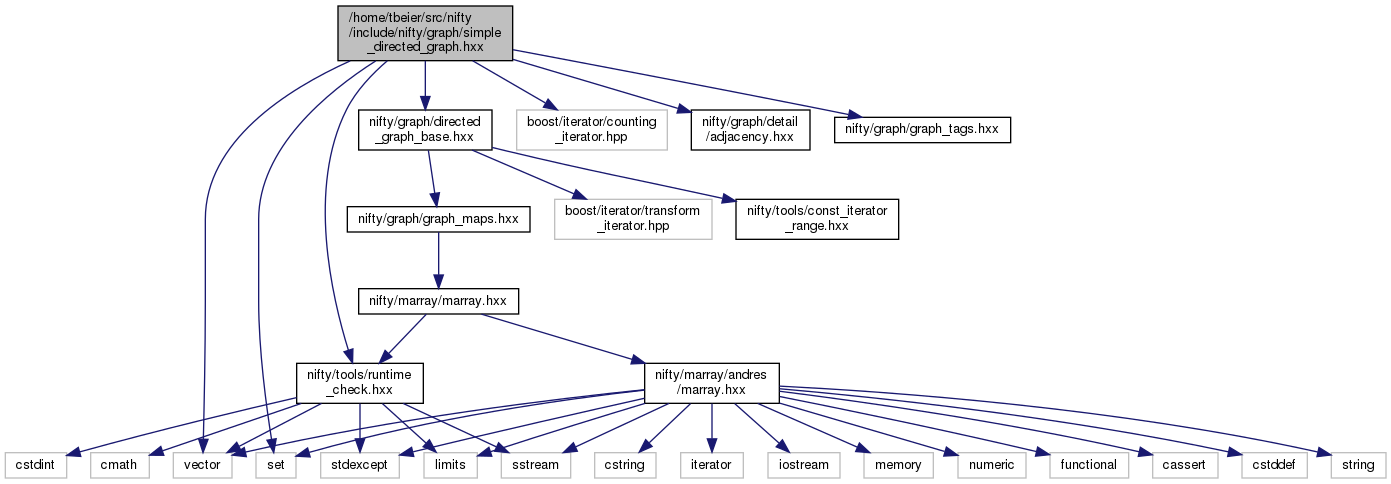 /home/tbeier/src/nifty
/include/nifty/graph/simple
_directed_graph.hxx
nifty/graph/directed
_graph_base.hxx
boost/iterator/counting
_iterator.hpp
nifty/graph/detail
/adjacency.hxx
nifty/graph/graph_tags.hxx
nifty/graph/graph_maps.hxx
boost/iterator/transform
_iterator.hpp
nifty/tools/const_iterator
_range.hxx
nifty/marray/marray.hxx
nifty/tools/runtime
_check.hxx
nifty/marray/andres
/marray.hxx
cstdint
cmath
vector
set
stdexcept
limits
sstream
cstring
iterator
iostream
memory
numeric
functional
cassert
cstddef
string